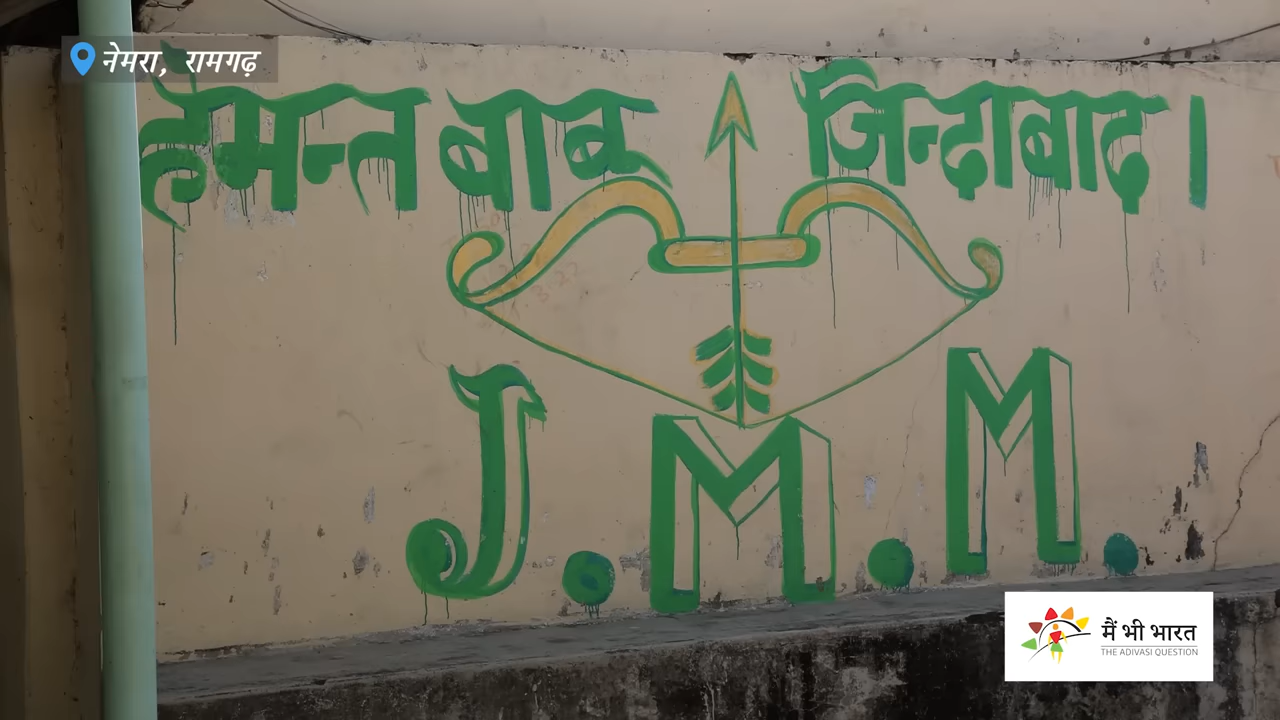 नेमरा, रामगढ़
हेमन्त बाबू जिन्दाबाद।
J.M.M.
मैं भी भारत
THE ADIVASI QUESTION